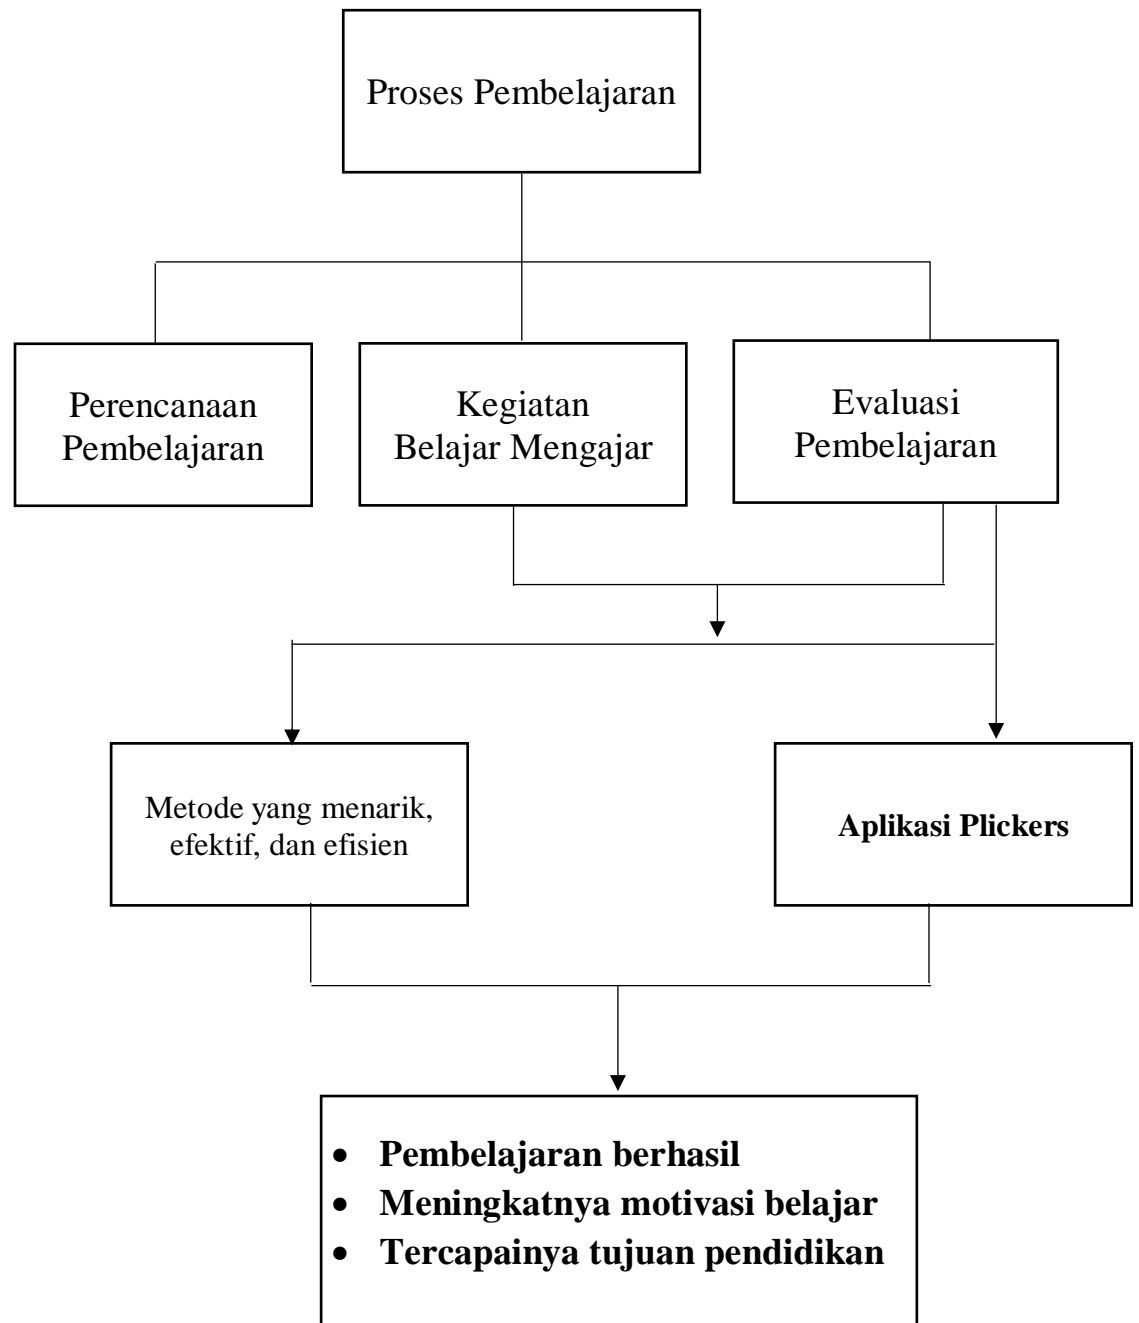 Proses Pembelajaran
Perencanaan
Pembelajaran
Kegiatan
Belajar Mengajar
Evaluasi
Pembelajaran
Metode yang menarik,
efektif, dan efisien
Aplikasi Plickers
• Pembelajaran berhasil
• Meningkatnya motivasi belajar
• Tercapainya tujuan pendidikan